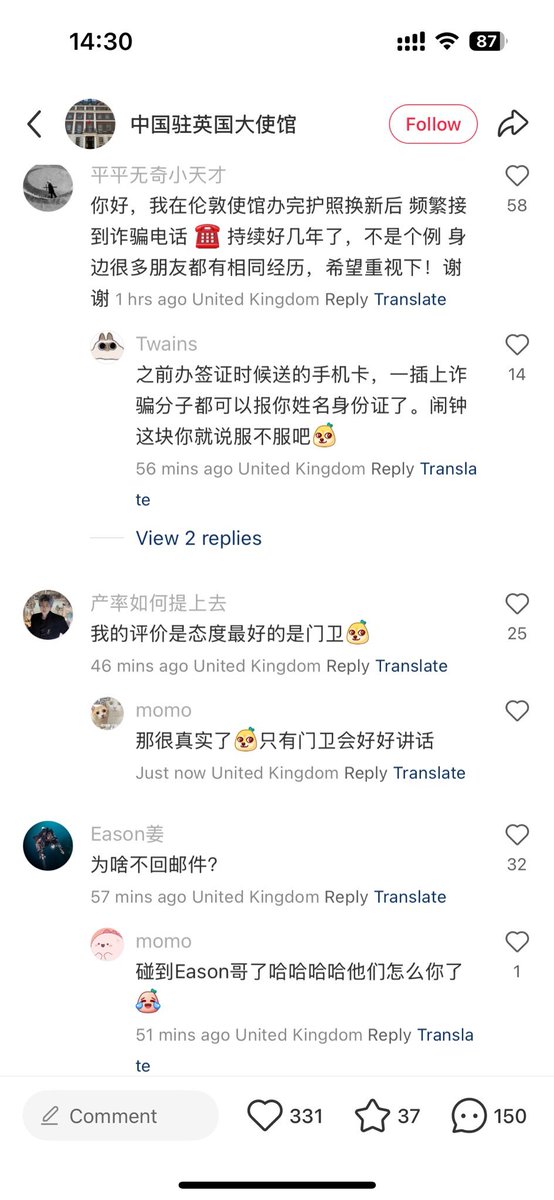 14:30
87
中国驻英国大使馆
Follow
平平无奇小天才
你好，我在伦敦使馆办完护照换新后 频繁接
58
到诈骗电话 ☎️ 持续好几年了，不是个例 身
边很多朋友都有相同经历，希望重视下！谢
谢 1 hrs ago United Kingdom Reply Translate
Twains
之前办签证时候送的手机卡，一插上诈
14
骗分子都可以报你姓名身份证了。闹钟
这块你就说服不服吧
56 mins ago United Kingdom Reply Transla
te
View 2 replies
产率如何提上去
我的评价是态度最好的是门卫
25
46 mins ago United Kingdom Reply Translate
momo
那很真实了只有门卫会好好讲话
Just now United Kingdom Reply Translate
Eason姜
为啥不回邮件？
32
57 mins ago United Kingdom Reply Translate
momo
碰到Eason哥了哈哈哈哈他们怎么你了
1
51 mins ago United Kingdom Reply Transla
te
Comment
331
37
150